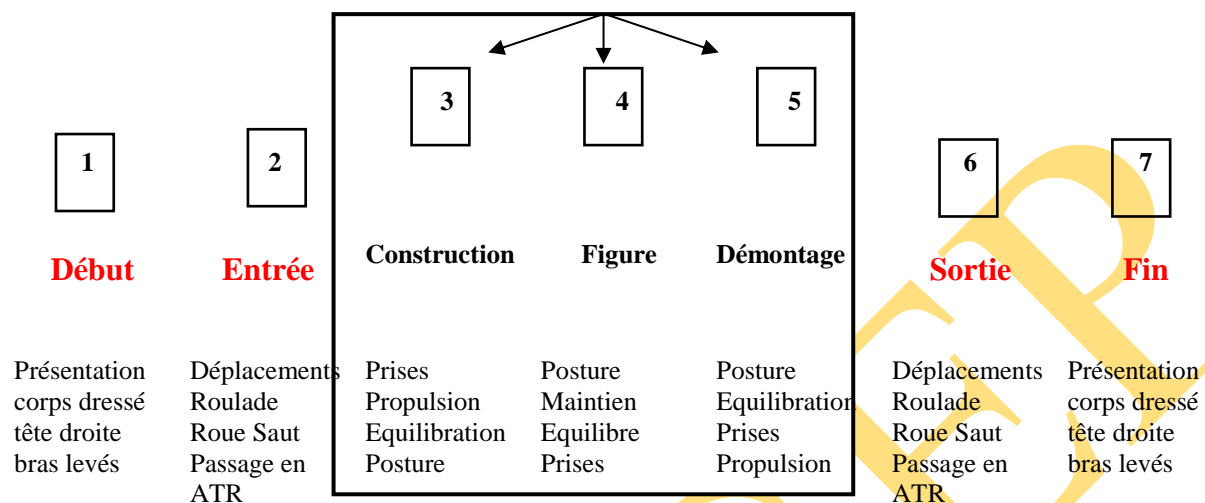 3 4 5
1 2 6 7
Construction Figure Démontage
Début Entrée Sortie Fin
Présentation Déplacements Prises Posture Posture Déplacements Présentation
corps dressé Roulade Propulsion Maintien Equilibration Roulade corps dressé
tête droite Roue Saut Equilibration Equilibre Prises Roue Saut tête droite
bras levés Passage en Posture Prises Propulsion Passage en bras levés
ATR ATR